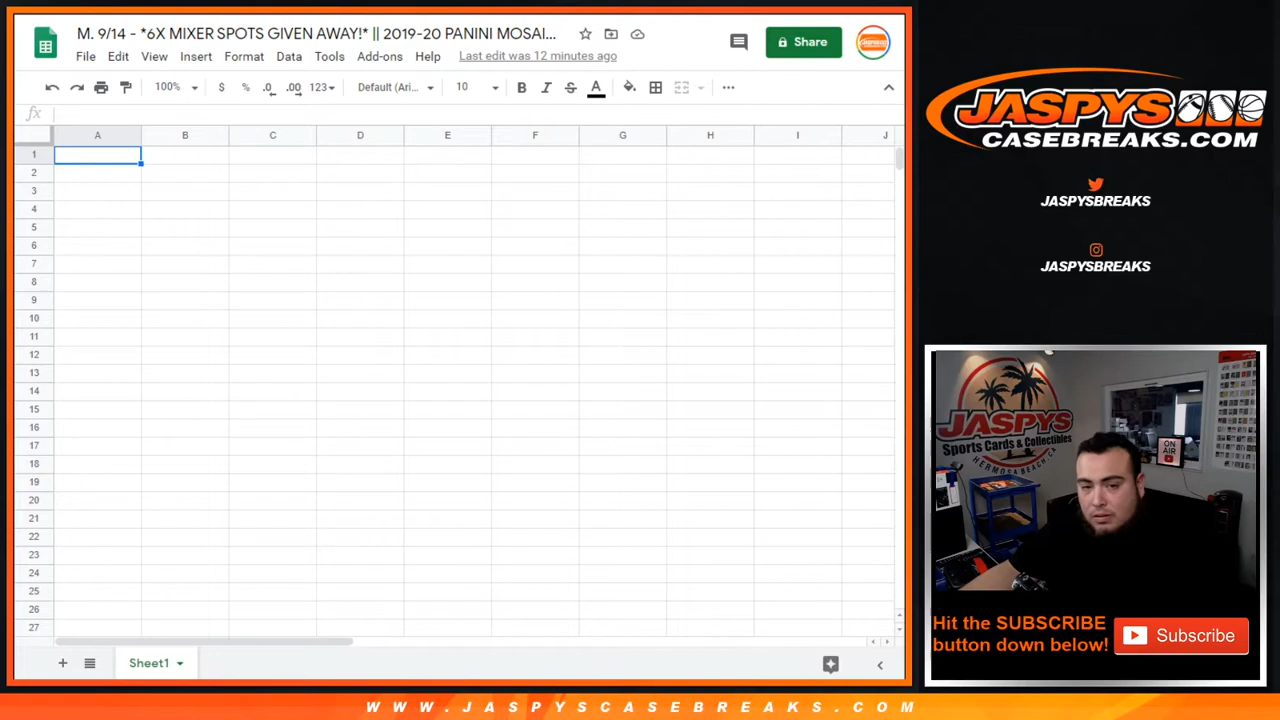 M. 9/14 - *6X MIXER SPOTS GIVEN AWAY!* || 2019-20 PANINI MOSAI...
File Edit View Insert Format Data Tools Add-ons Help Last edit was 12 minutes ago
Share
100% $ % .0 .00 123 Default (Ari... 10 B I S A
fx
A B C D E F G H I J
1
2
3
4
5
6
7
8
9
10
11
12
13
14
15
16
17
18
19
20
21
22
23
24
25
26
27
Sheet1
JASPYS
CASEBREAKS.COM
JASPYSBREAKS
JASPYSBREAKS
JASPYS
Sports Cards & Collectibles
HERMOSA BEACH, CA
ON
AIR
Hit the SUBSCRIBE
button down below!
Subscribe
WWW.JASPYSCASEBREAKS.COM